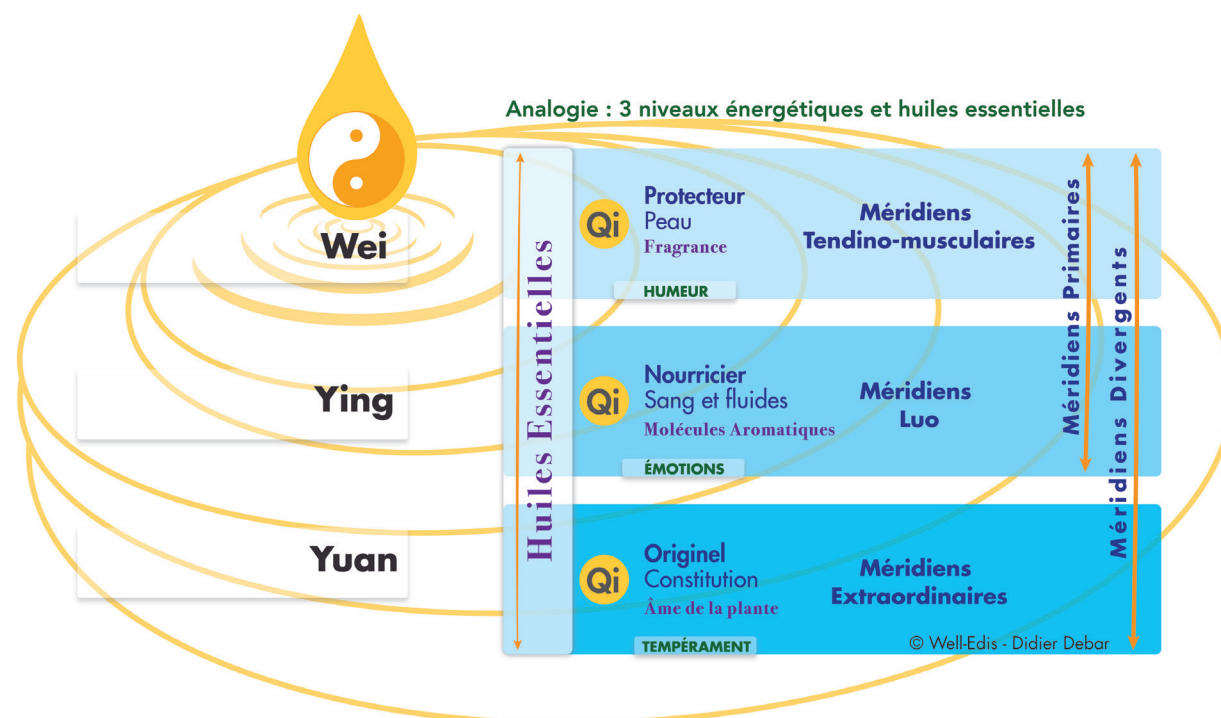 Analogie : 3 niveaux énergétiques et huiles essentielles
Wei
Huiles Essentielles
Qi
Protecteur
Peau
Fragrance
HUMEUR
Méridiens
Tendino-musculaires
Ying
Qi
Nourricier
Sang et fluides
Molécules Aromatiques
ÉMOTIONS
Méridiens
Luo
Yuan
Qi
Originel
Constitution
Âme de la plante
TEMPÉRAMENT
Méridiens
Extraordinaires
Méridiens Primaires
Méridiens Divergents
© Well-Edis - Didier Debar